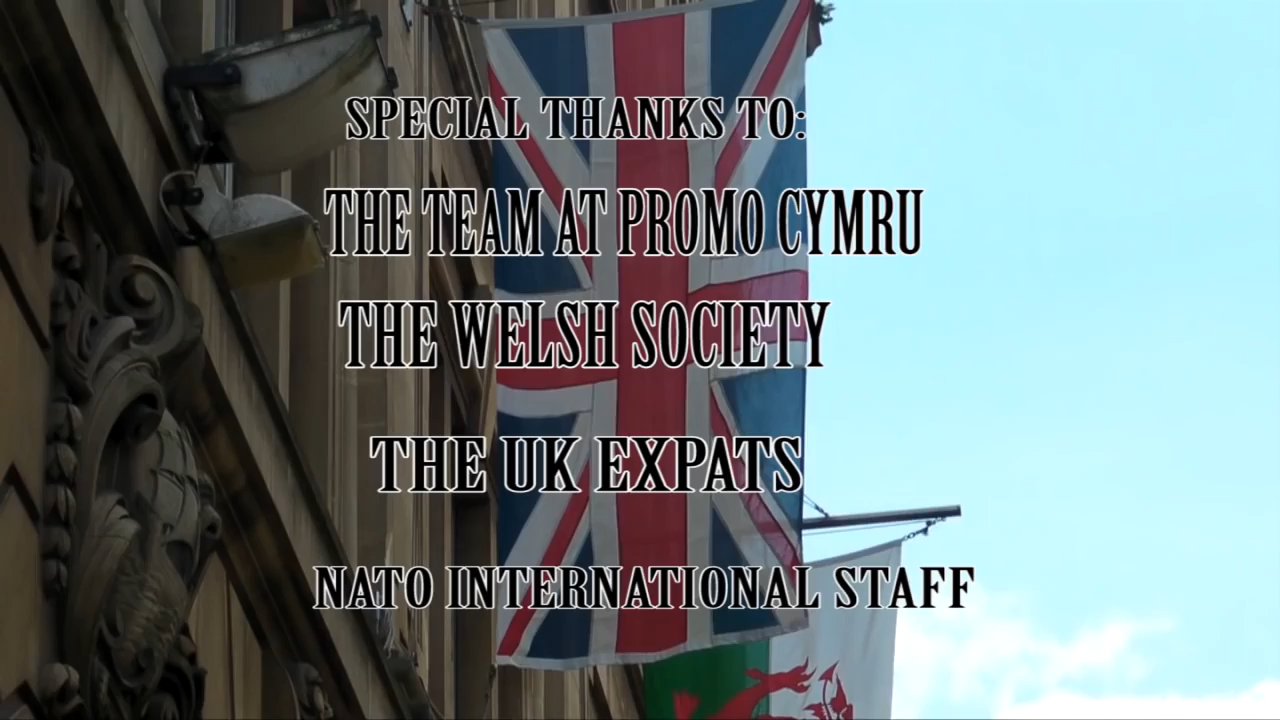 SPECIAL THANKS TO:
THE TEAM AT PROMO CYMRU
THE WELSH SOCIETY
THE UK EXPATS
NATO INTERNATIONAL STAFF